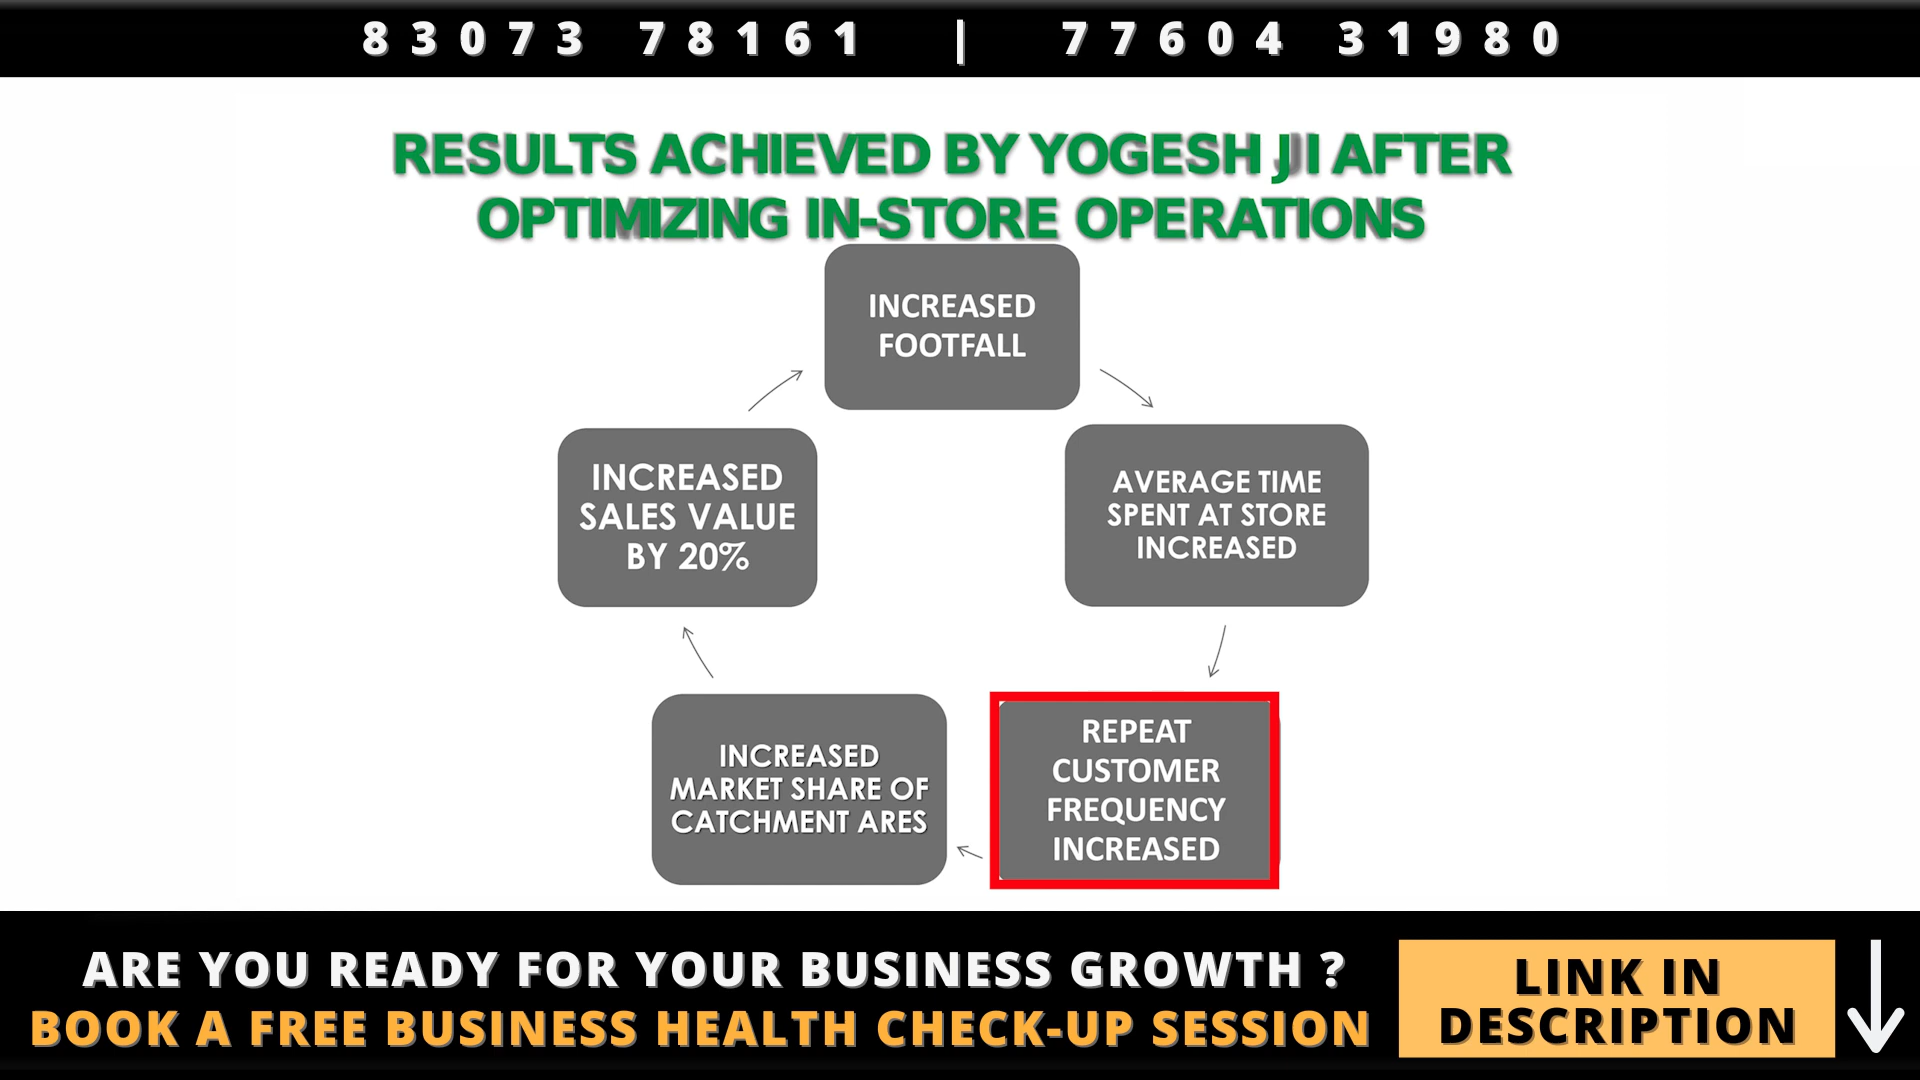 83073 78161 | 77604 31980
RESULTS ACHIEVED BY YOGESH JI AFTER
OPTIMIZING IN-STORE OPERATIONS
INCREASED
FOOTFALL
AVERAGE TIME
SPENT AT STORE
INCREASED
REPEAT
CUSTOMER
FREQUENCY
INCREASED
INCREASED
MARKET SHARE OF
CATCHMENT ARES
INCREASED
SALES VALUE
BY 20%
ARE YOU READY FOR YOUR BUSINESS GROWTH ?
BOOK A FREE BUSINESS HEALTH CHECK-UP SESSION
LINK IN
DESCRIPTION